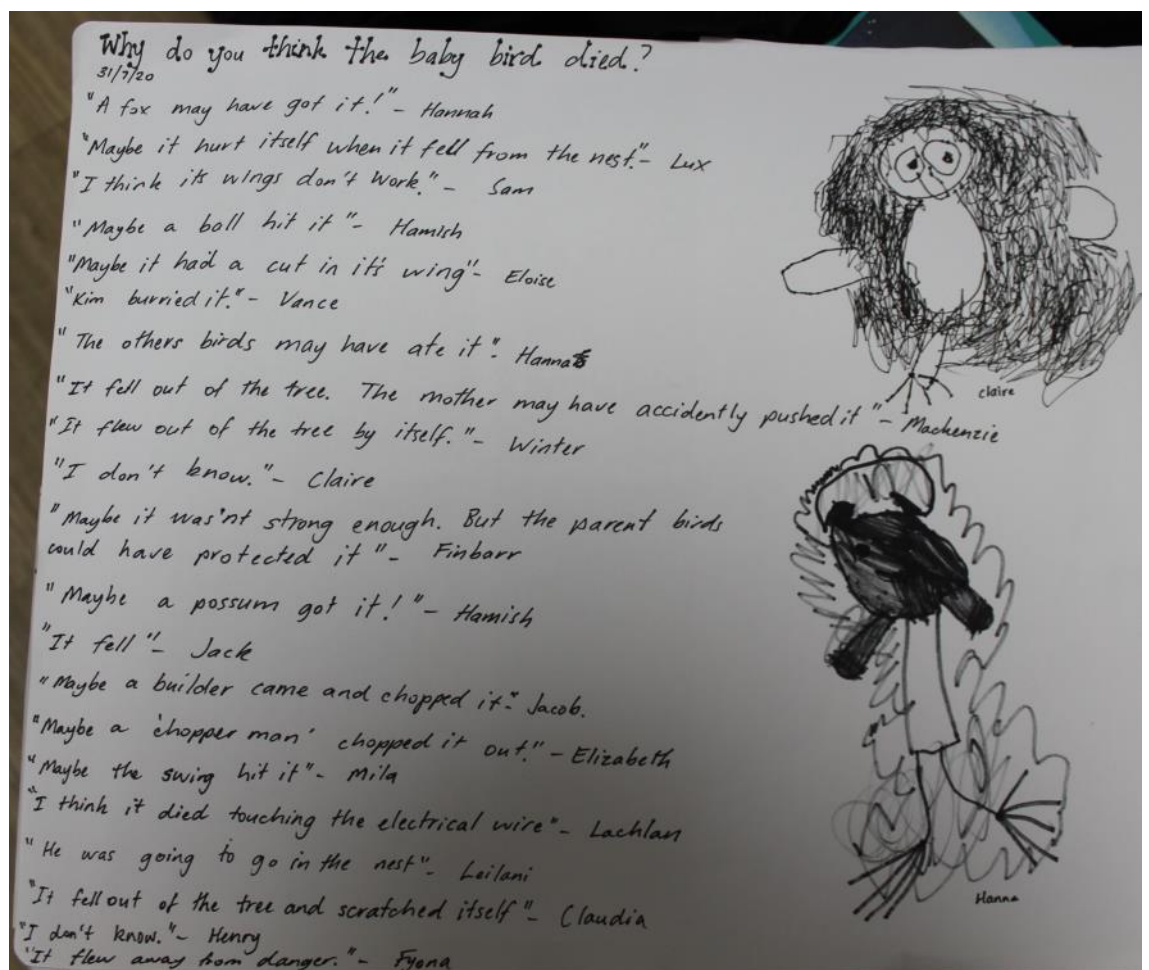 Why do you think the baby bird died?
31/7/20
"A fox may have got it!" - Hannah
"Maybe it hurt itself when it fell from the nest." - Lux
"I think its wings don't work." - Sam
"Maybe a ball hit it" - Hamish
"Maybe it had a cut in it's wing" - Eloise
"Kim burried it." - Vance
"The others birds may have ate it". Hanna
"It fell out of the tree. The mother may have accidently pushed it" - Mackenzie
"It flew out of the tree by itself." - Winter
"I don't know." - Claire
"Maybe it was'nt strong enough. But the parent birds
could have protected it" - Finbarr
"Maybe a possum got it!" - Hamish
"It fell" - Jack
"Maybe a builder came and chopped it". Jacob.
"Maybe a 'chopper man' chopped it out." - Elizabeth
"Maybe the swing hit it" - Mila
"I think it died touching the electrical wire" - Lachlan
"He was going to go in the nest" - Leilani
"It fell out of the tree and scratched itself" - Claudia
"I don't know." - Henry
"It flew away from danger." - Fyona
claire
Hanna